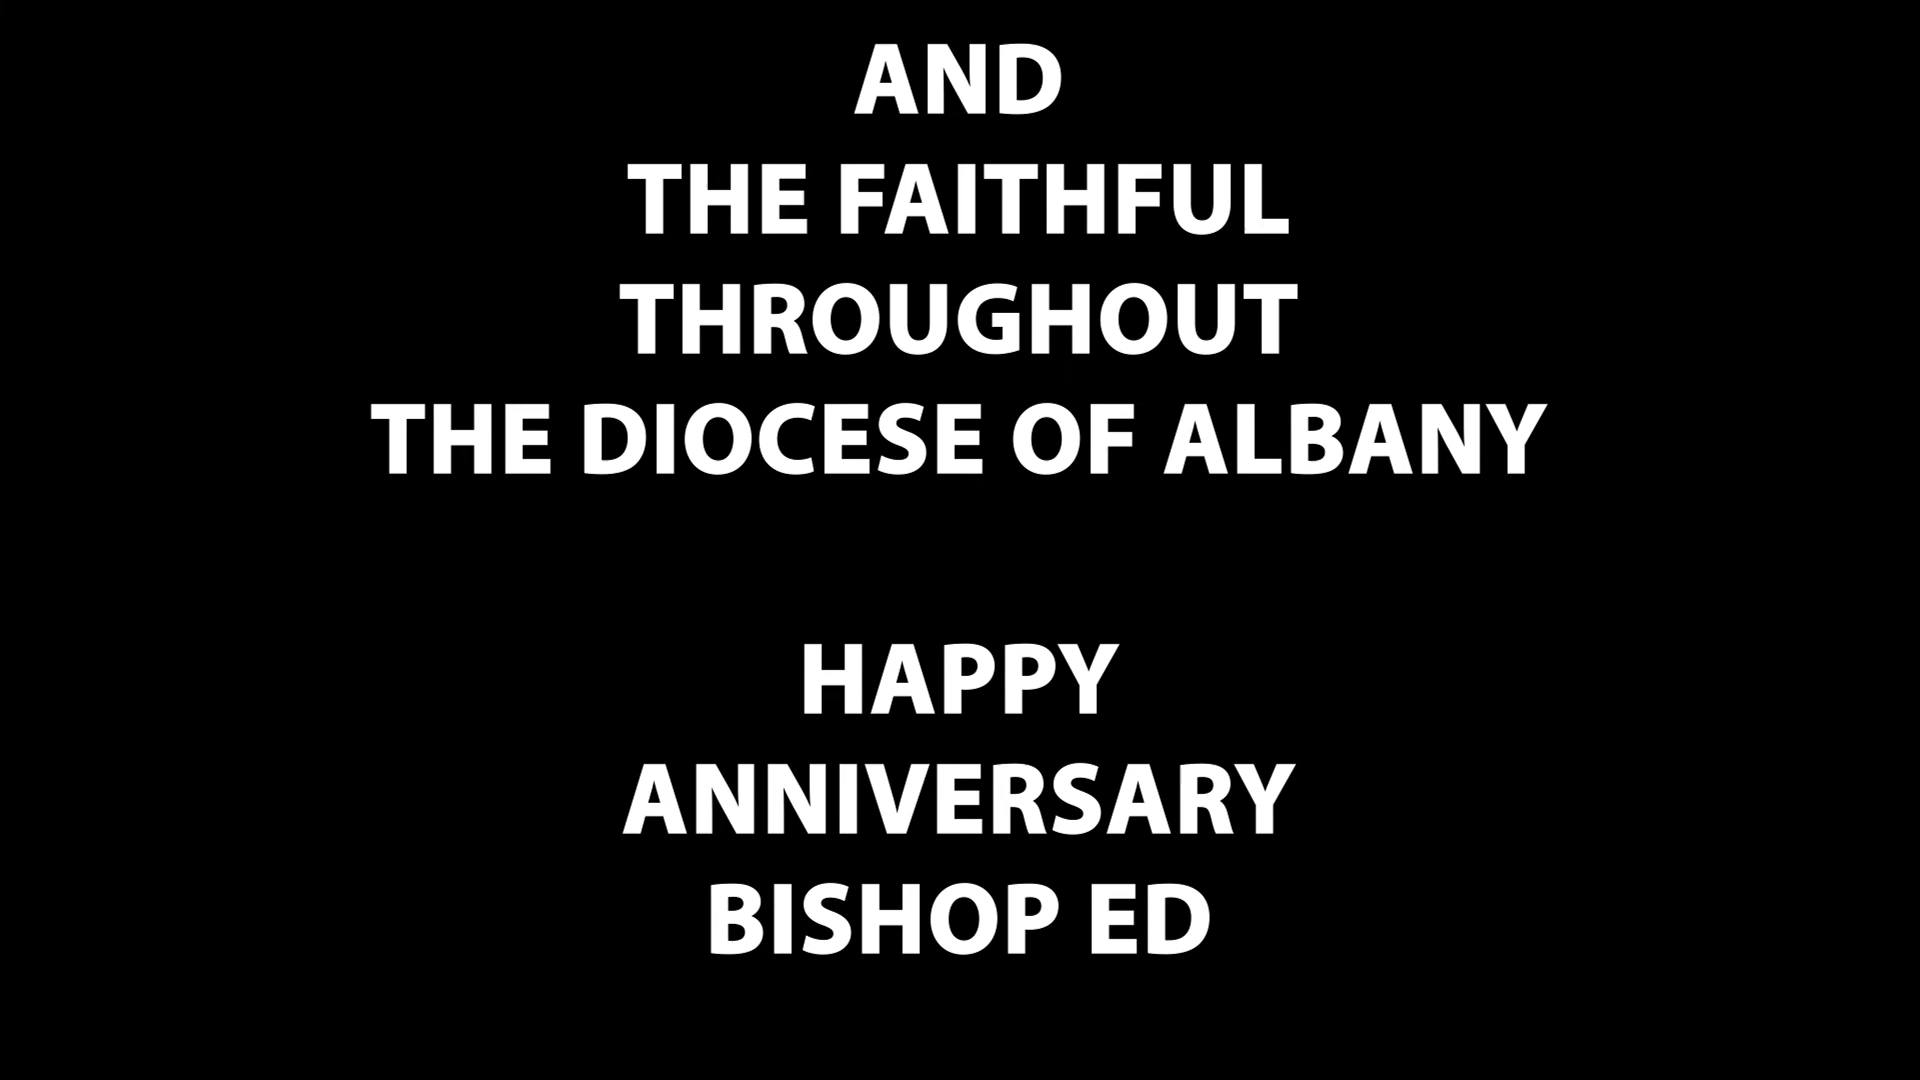 AND
THE FAITHFUL
THROUGHOUT
THE DIOCESE OF ALBANY
HAPPY
ANNIVERSARY
BISHOP ED